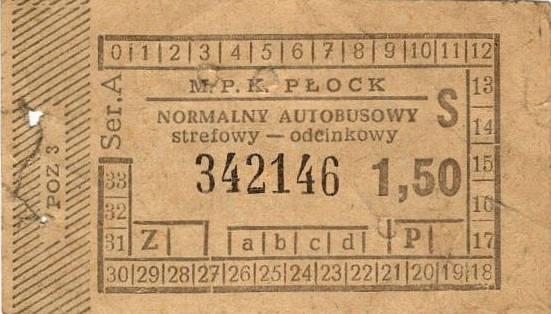 0 1 2 3 4 5 6 7 8 9 10 11 12
Ser. A
M. P. K. PŁOCK
13
NORMALNY AUTOBUSOWY
S
strefowy — odcinkowy
14
POZ 3
33
342146
1,50
15
32
16
31
Z
a b c d
P
17
30 29 28 27 26 25 24 23 22 21 20 19 18